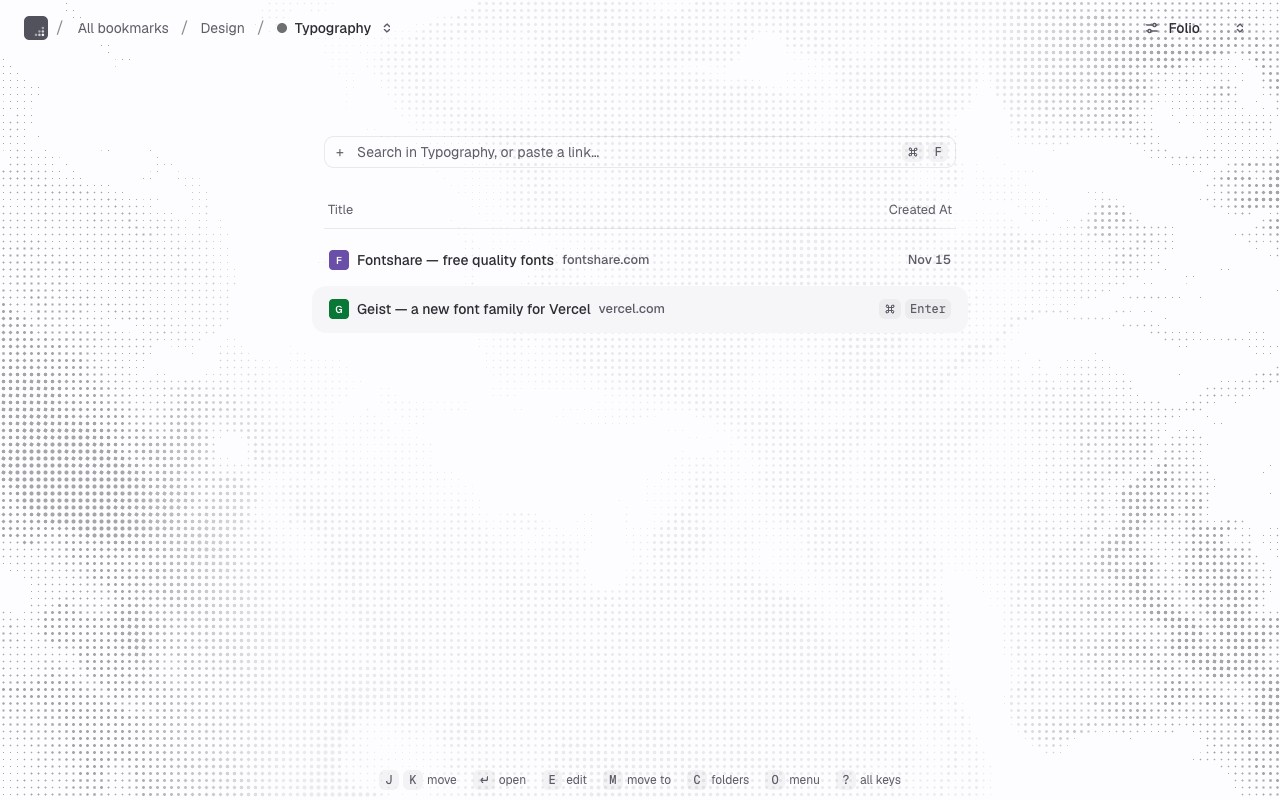 / All bookmarks / Design / Typography
Folio
+ Search in Typography, or paste a link... ⌘ F
Title Created At
F Fontshare — free quality fonts fontshare.com Nov 15
G Geist — a new font family for Vercel vercel.com ⌘ Enter
J K move ↵ open E edit M move to C folders O menu ? all keys